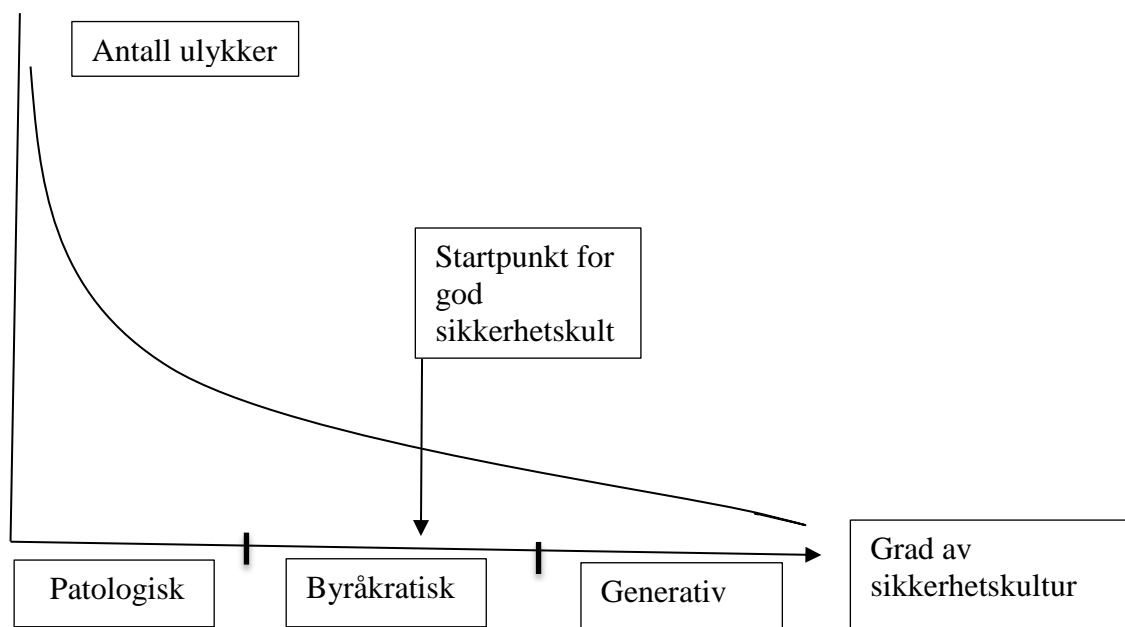 Antall ulykker
Startpunkt for
god
sikkerhetskult
Patologisk
Byråkratisk
Generativ
Grad av
sikkerhetskultur